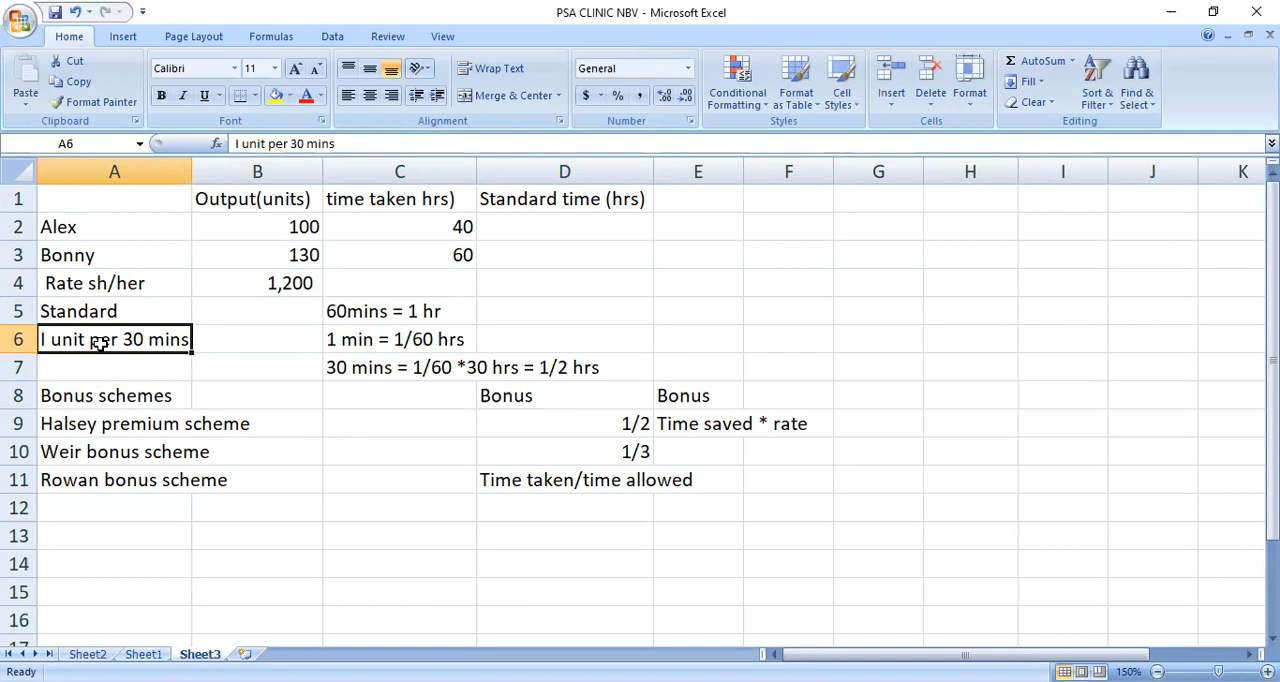 PSA CLINIC NBV - Microsoft Excel
Home Insert Page Layout Formulas Data Review View
Paste Cut Copy Format Painter Clipboard
Calibri 11 A A B I U A Font
Wrap Text Merge & Center Alignment
General $ % , .0 .00 .00 .0 Number
Conditional Formatting Format as Table Cell Styles Styles
Insert Delete Format Cells
Σ AutoSum Fill Clear Sort & Filter Find & Select Editing
A6 fx I unit per 30 mins
A B C D E F G H I J K
1 Output(units) time taken hrs) Standard time (hrs)
2 Alex 100 40
3 Bonny 130 60
4 Rate sh/her 1,200
5 Standard 60mins = 1 hr
6 I unit per 30 mins 1 min = 1/60 hrs
7 30 mins = 1/60 *30 hrs = 1/2 hrs
8 Bonus schemes Bonus Bonus
9 Halsey premium scheme 1/2 Time saved * rate
10 Weir bonus scheme 1/3
11 Rowan bonus scheme Time taken/time allowed
12
13
14
15
16
17
Sheet2 Sheet1 Sheet3
Ready 150%